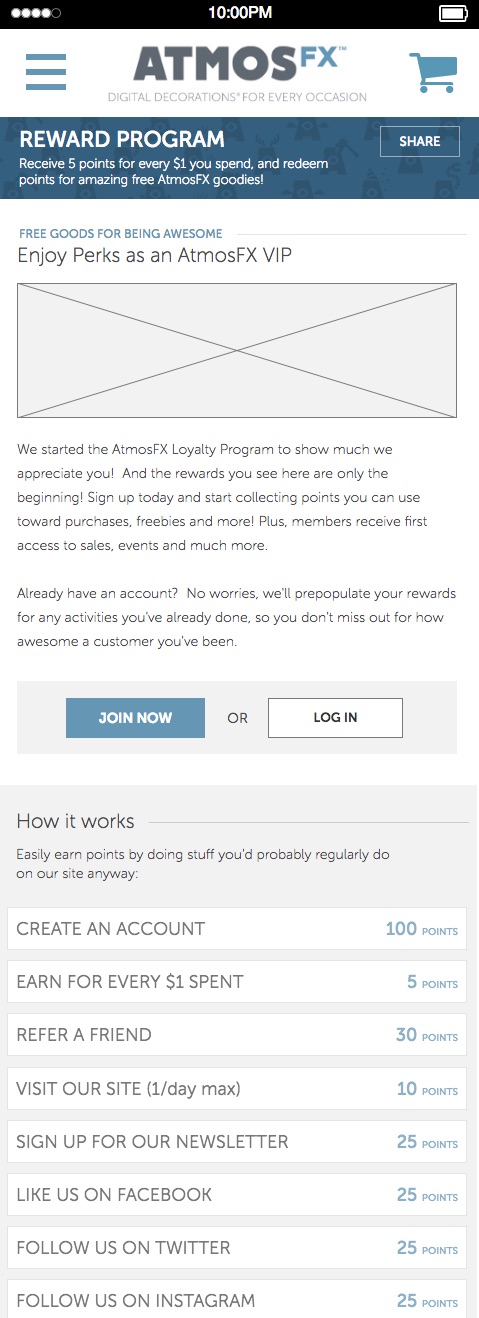 10:00PM
ATMOSFX™
DIGITAL DECORATIONS® FOR EVERY OCCASION
REWARD PROGRAM
SHARE
Receive 5 points for every $1 you spend, and redeem
points for amazing free AtmosFX goodies!
FREE GOODS FOR BEING AWESOME
Enjoy Perks as an AtmosFX VIP
We started the AtmosFX Loyalty Program to show much we
appreciate you!  And the rewards you see here are only the
beginning! Sign up today and start collecting points you can use
toward purchases, freebies and more! Plus, members receive first
access to sales, events and much more.
Already have an account?  No worries, we'll prepopulate your rewards
for any activities you've already done, so you don't miss out for how
awesome a customer you've been.
JOIN NOW OR LOG IN
How it works
Easily earn points by doing stuff you'd probably regularly do
on our site anyway:
CREATE AN ACCOUNT 100 POINTS
EARN FOR EVERY $1 SPENT 5 POINTS
REFER A FRIEND 30 POINTS
VISIT OUR SITE (1/day max) 10 POINTS
SIGN UP FOR OUR NEWSLETTER 25 POINTS
LIKE US ON FACEBOOK 25 POINTS
FOLLOW US ON TWITTER 25 POINTS
FOLLOW US ON INSTAGRAM 25 POINTS